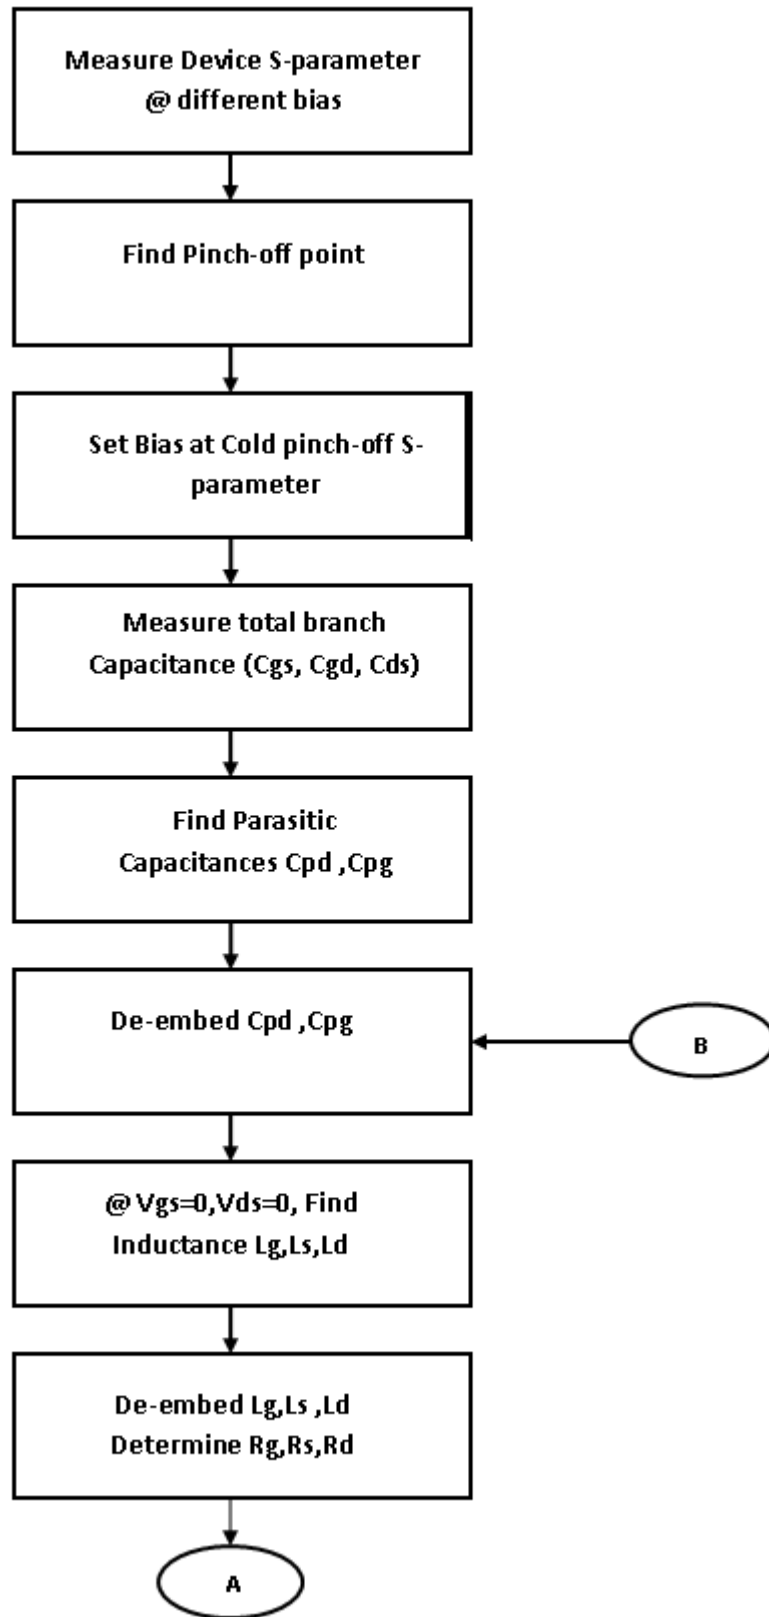 Measure Device S-parameter
@ different bias
Find Pinch-off point
Set Bias at Cold pinch-off S-
parameter
Measure total branch
Capacitance (Cgs, Cgd, Cds)
Find Parasitic
Capacitances Cpd ,Cpg
De-embed Cpd ,Cpg
B
@ Vgs=0,Vds=0, Find
Inductance Lg,Ls,Ld
De-embed Lg,Ls ,Ld
Determine Rg,Rs,Rd
A